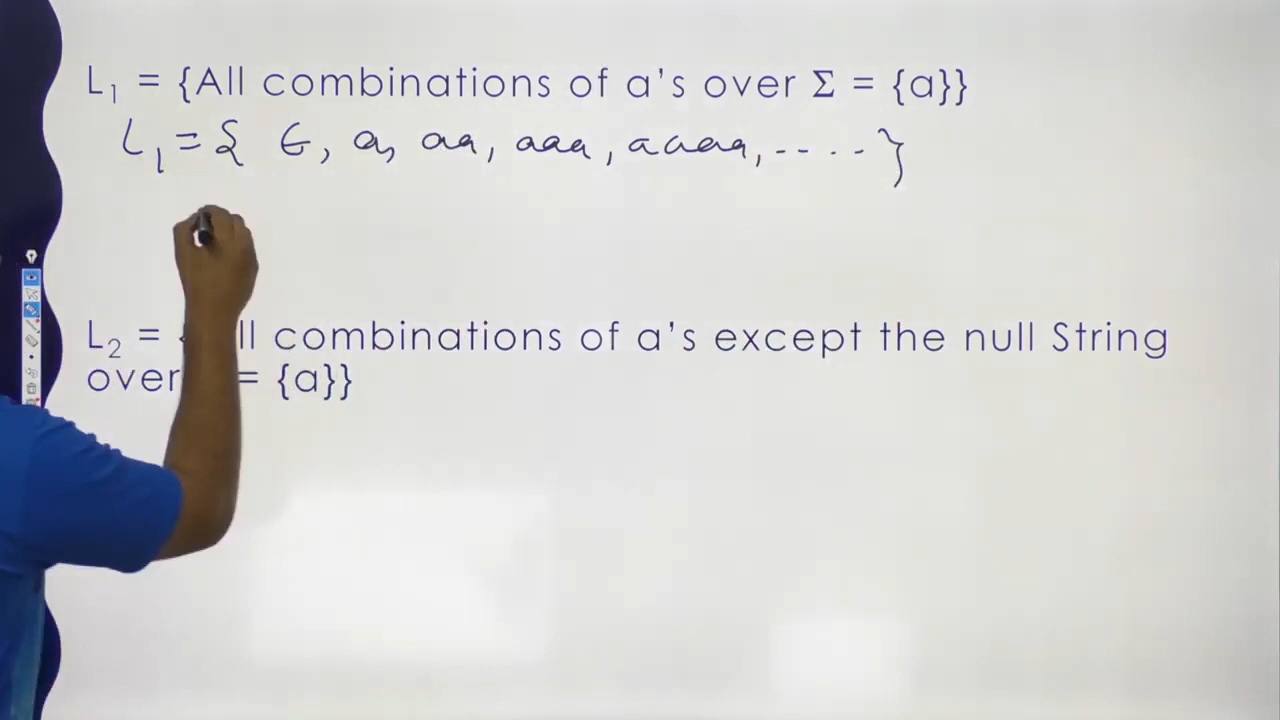 L₁ = {All combinations of a's over Σ = {a}}
L₁ = { ϵ, a, aa, aaa, aaaa, - - - - }
L₂ = ll combinations of a's except the null String
over = {a}}